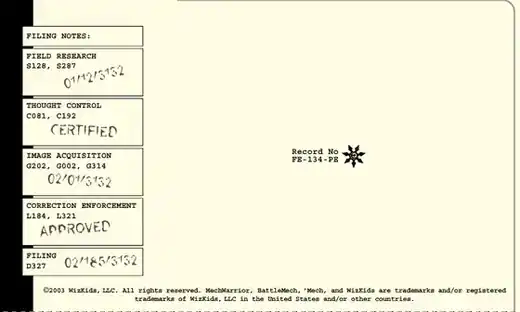 FILING NOTES:
FIELD RESEARCH
S128, S287
01/12/3132
THOUGHT CONTROL
C081, C192
CERTIFIED
IMAGE ACQUISITION
G202, G002, G314
02/01/3132
CORRECTION ENFORCEMENT
L184, L321
APPROVED
FILING
D327
02/185/3132
Record No
FE-134-PE
©2003 WizKids, LLC. All rights reserved. MechWarrior, BattleMech, 'Mech, and WizKids are trademarks and/or registered
trademarks of WizKids, LLC in the United States and/or other countries.